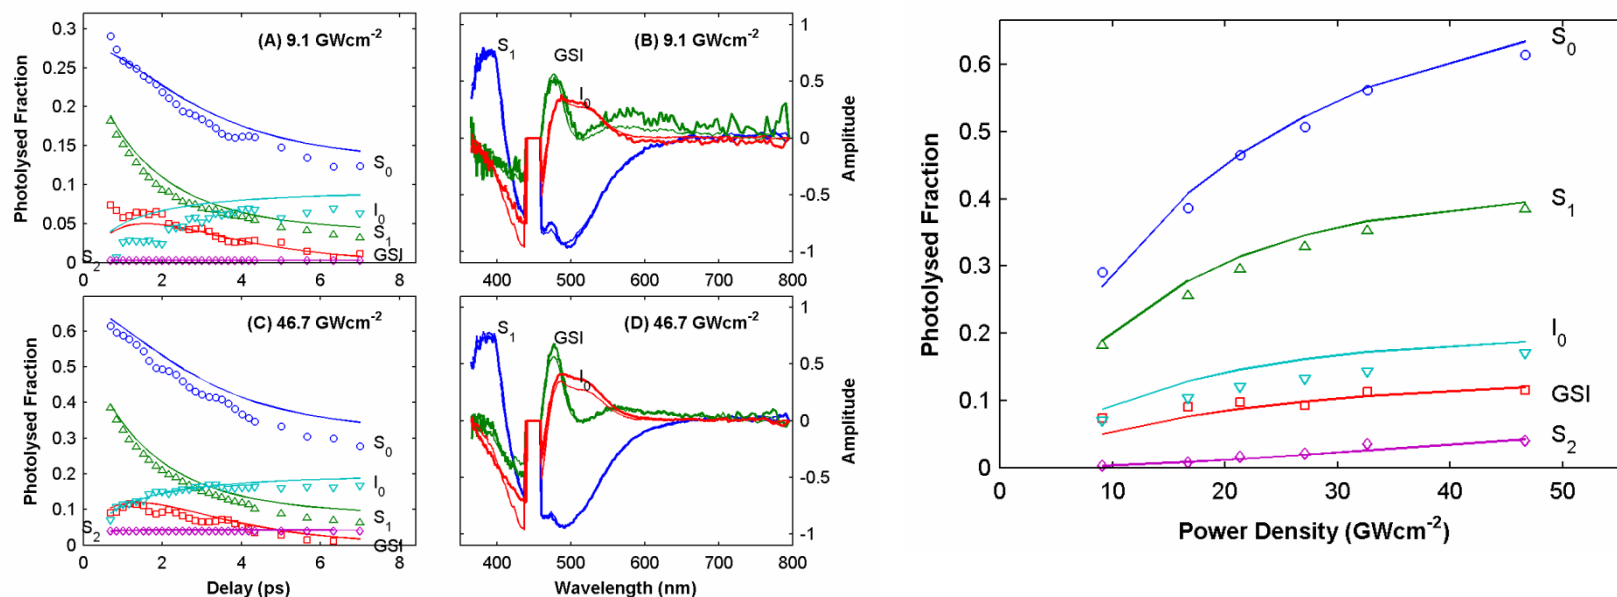 (A) 9.1 GWcm-2
Photolysed Fraction
0.3
0.25
0.2
0.15
0.1
0.05
0
S0
I0
S1
GSI
S2
0 2 4 6 8
(B) 9.1 GWcm-2
S1
GSI
I0
1
0.5
0
-0.5
-1
Amplitude
400 500 600 700 800
(C) 46.7 GWcm-2
Photolysed Fraction
0.6
0.5
0.4
0.3
0.2
0.1
0
S0
I0
S1
GSI
S2
0 2 4 6 8
Delay (ps)
(D) 46.7 GWcm-2
S1
GSI
I0
1
0.5
0
-0.5
-1
Amplitude
400 500 600 700 800
Wavelength (nm)
Photolysed Fraction
0.6
0.5
0.4
0.3
0.2
0.1
0
S0
S1
I0
GSI
S2
0 10 20 30 40 50
Power Density (GWcm-2)